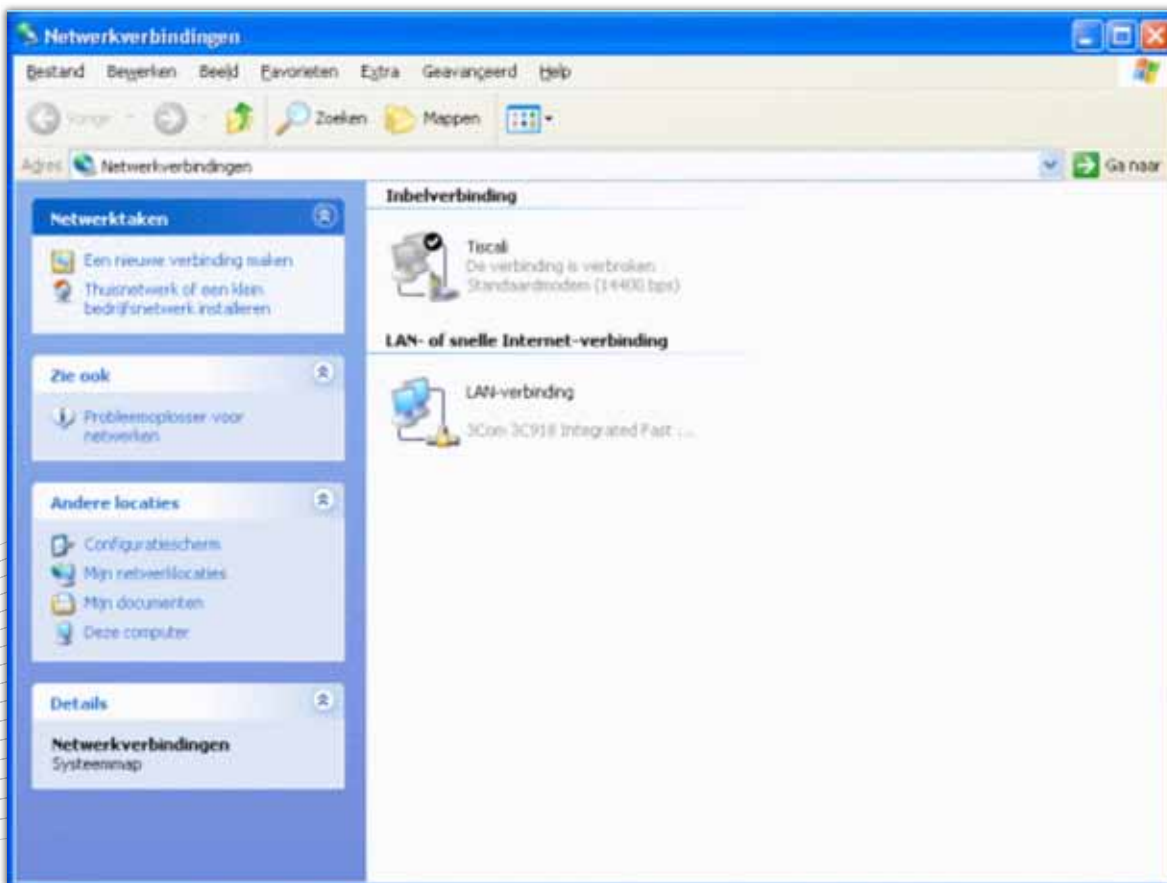 Netwerkverbindingen
Bestand Bewerken Beeld Favorieten Extra Geavanceerd Help
Vorige Zoeken Mappen
Adres Netwerkverbindingen Ga naar
Netwerktaken
Een nieuwe verbinding maken
Thuisnetwerk of een klein
bedrijfsnetwerk installeren
Zie ook
Probleemoplosser voor
netwerken
Andere locaties
Configuratiescherm
Mijn netwerklocaties
Mijn documenten
Deze computer
Details
Netwerkverbindingen
Systeemmap
Inbelverbinding
Tiscali
De verbinding is verbroken
Standaardmodem (14400 bps)
LAN- of snelle Internet-verbinding
LAN-verbinding
3Com 3C918 Integrated Fast ...